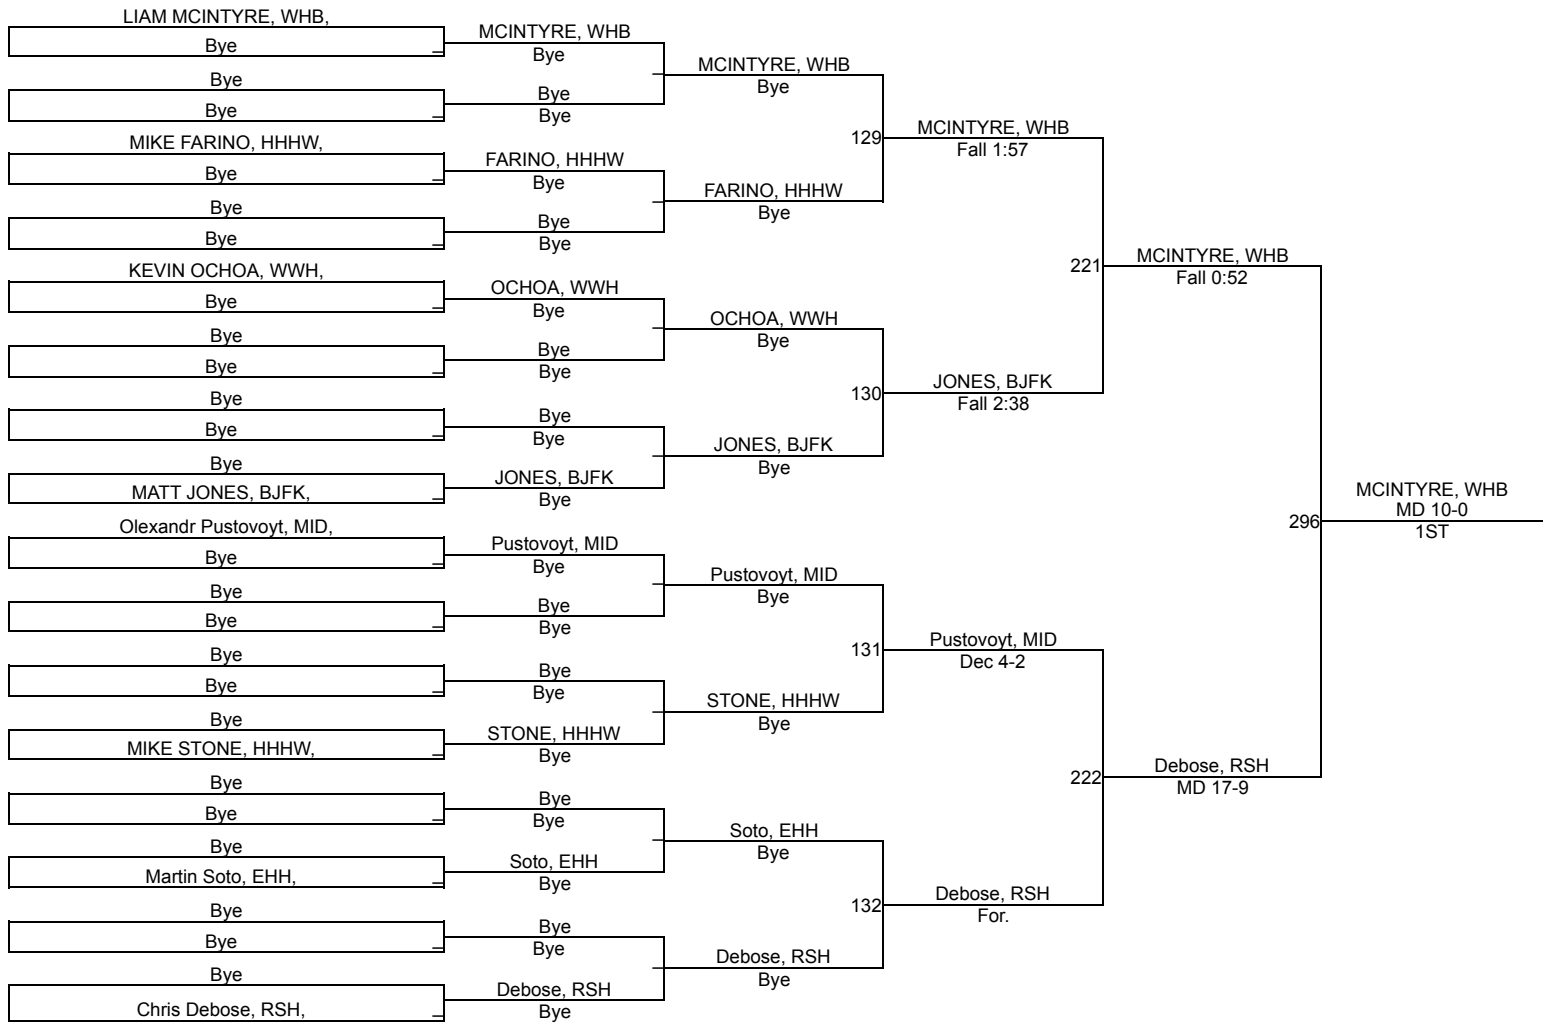 LIAM MCINTYRE, WHB,
Bye
Bye
Bye
MIKE FARINO, HHHW,
Bye
Bye
Bye
KEVIN OCHOA, WWH,
Bye
Bye
Bye
Bye
Bye
Bye
MATT JONES, BJFK,
Olexandr Pustovoyt, MID,
Bye
Bye
Bye
Bye
Bye
Bye
MIKE STONE, HHHW,
Bye
Bye
Bye
Martin Soto, EHH,
Bye
Bye
Bye
Chris Debose, RSH,
MCINTYRE, WHB
Bye
Bye
Bye
FARINO, HHHW
Bye
Bye
Bye
OCHOA, WWH
Bye
Bye
Bye
Bye
Bye
JONES, BJFK
Bye
Pustovoyt, MID
Bye
Bye
Bye
Bye
Bye
STONE, HHHW
Bye
Bye
Bye
Soto, EHH
Bye
Bye
Bye
Debose, RSH
Bye
MCINTYRE, WHB
Bye
129
FARINO, HHHW
Bye
OCHOA, WWH
Bye
130
JONES, BJFK
Bye
Pustovoyt, MID
Bye
131
STONE, HHHW
Bye
Soto, EHH
Bye
132
Debose, RSH
Bye
MCINTYRE, WHB
Fall 1:57
221
JONES, BJFK
Fall 2:38
Pustovoyt, MID
Dec 4-2
222
Debose, RSH
For.
MCINTYRE, WHB
Fall 0:52
296
Debose, RSH
MD 17-9
MCINTYRE, WHB
MD 10-0
1ST